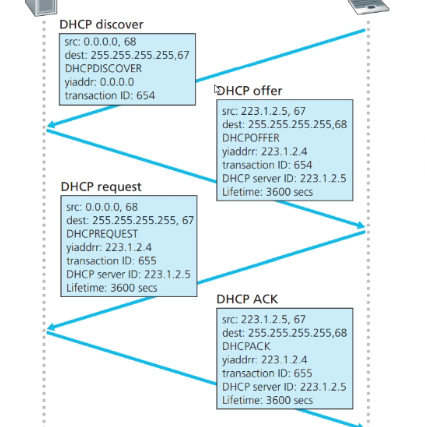 DHCP discover
src: 0.0.0.0, 68
dest: 255.255.255.255,67
DHCPDISCOVER
yiaddr: 0.0.0.0
transaction ID: 654
DHCP offer
src: 223.1.2.5, 67
dest: 255.255.255.255,68
DHCPOFFER
yiaddrr: 223.1.2.4
transaction ID: 654
DHCP server ID: 223.1.2.5
Lifetime: 3600 secs
DHCP request
src: 0.0.0.0, 68
dest: 255.255.255.255, 67
DHCPREQUEST
yiaddrr: 223.1.2.4
transaction ID: 655
DHCP server ID: 223.1.2.5
Lifetime: 3600 secs
DHCP ACK
src: 223.1.2.5, 67
dest: 255.255.255.255,68
DHCPACK
yiaddr: 223.1.2.4
transaction ID: 655
DHCP server ID: 223.1.2.5
Lifetime: 3600 secs